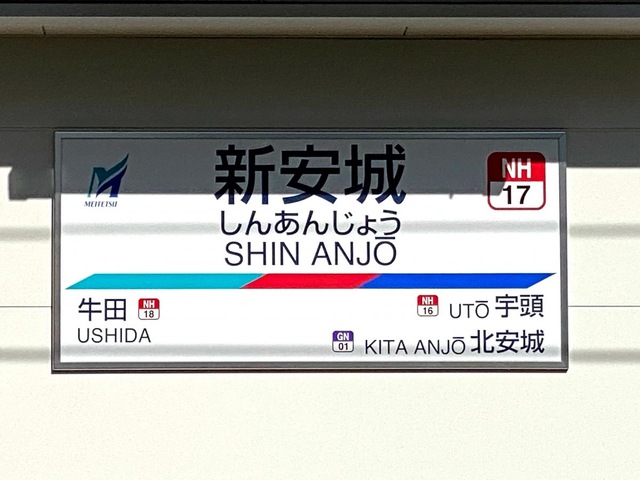 MEITETSU
新安城
しんあんじょう
SHIN ANJŌ
NH
17
牛田 NH 18
USHIDA
NH 16 UTŌ 宇頭
GN 01 KITA ANJŌ 北安城